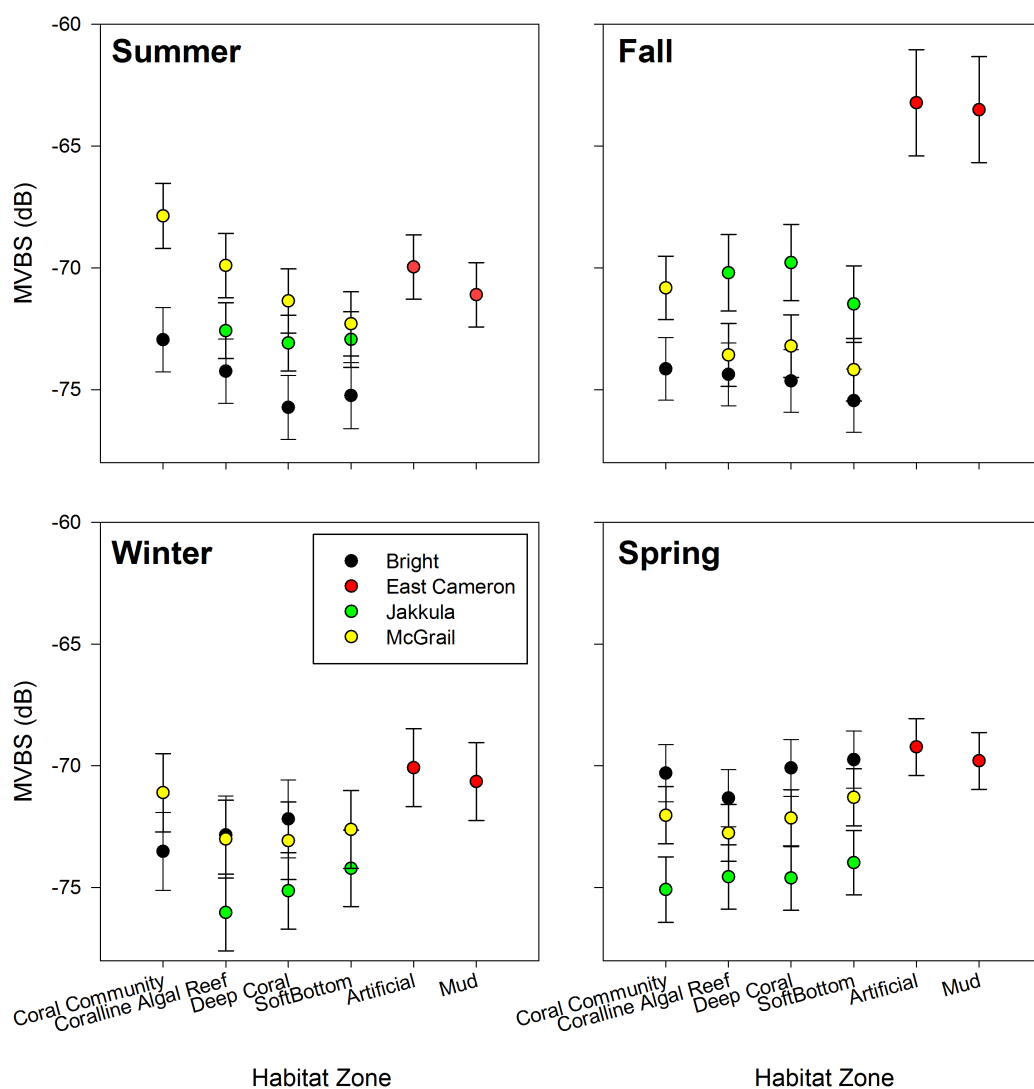 -60
Summer
Fall
-65
MVBS (dB)
-70
-75
-60
Winter
Bright
East Cameron
Jakkula
McGrail
Spring
-65
MVBS (dB)
-70
-75
Coral Community
Coralline Algal Reef
Deep Coral
SoftBottom
Artificial
Mud
Coral Community
Coralline Algal Reef
Deep Coral
SoftBottom
Artificial
Mud
Habitat Zone
Habitat Zone